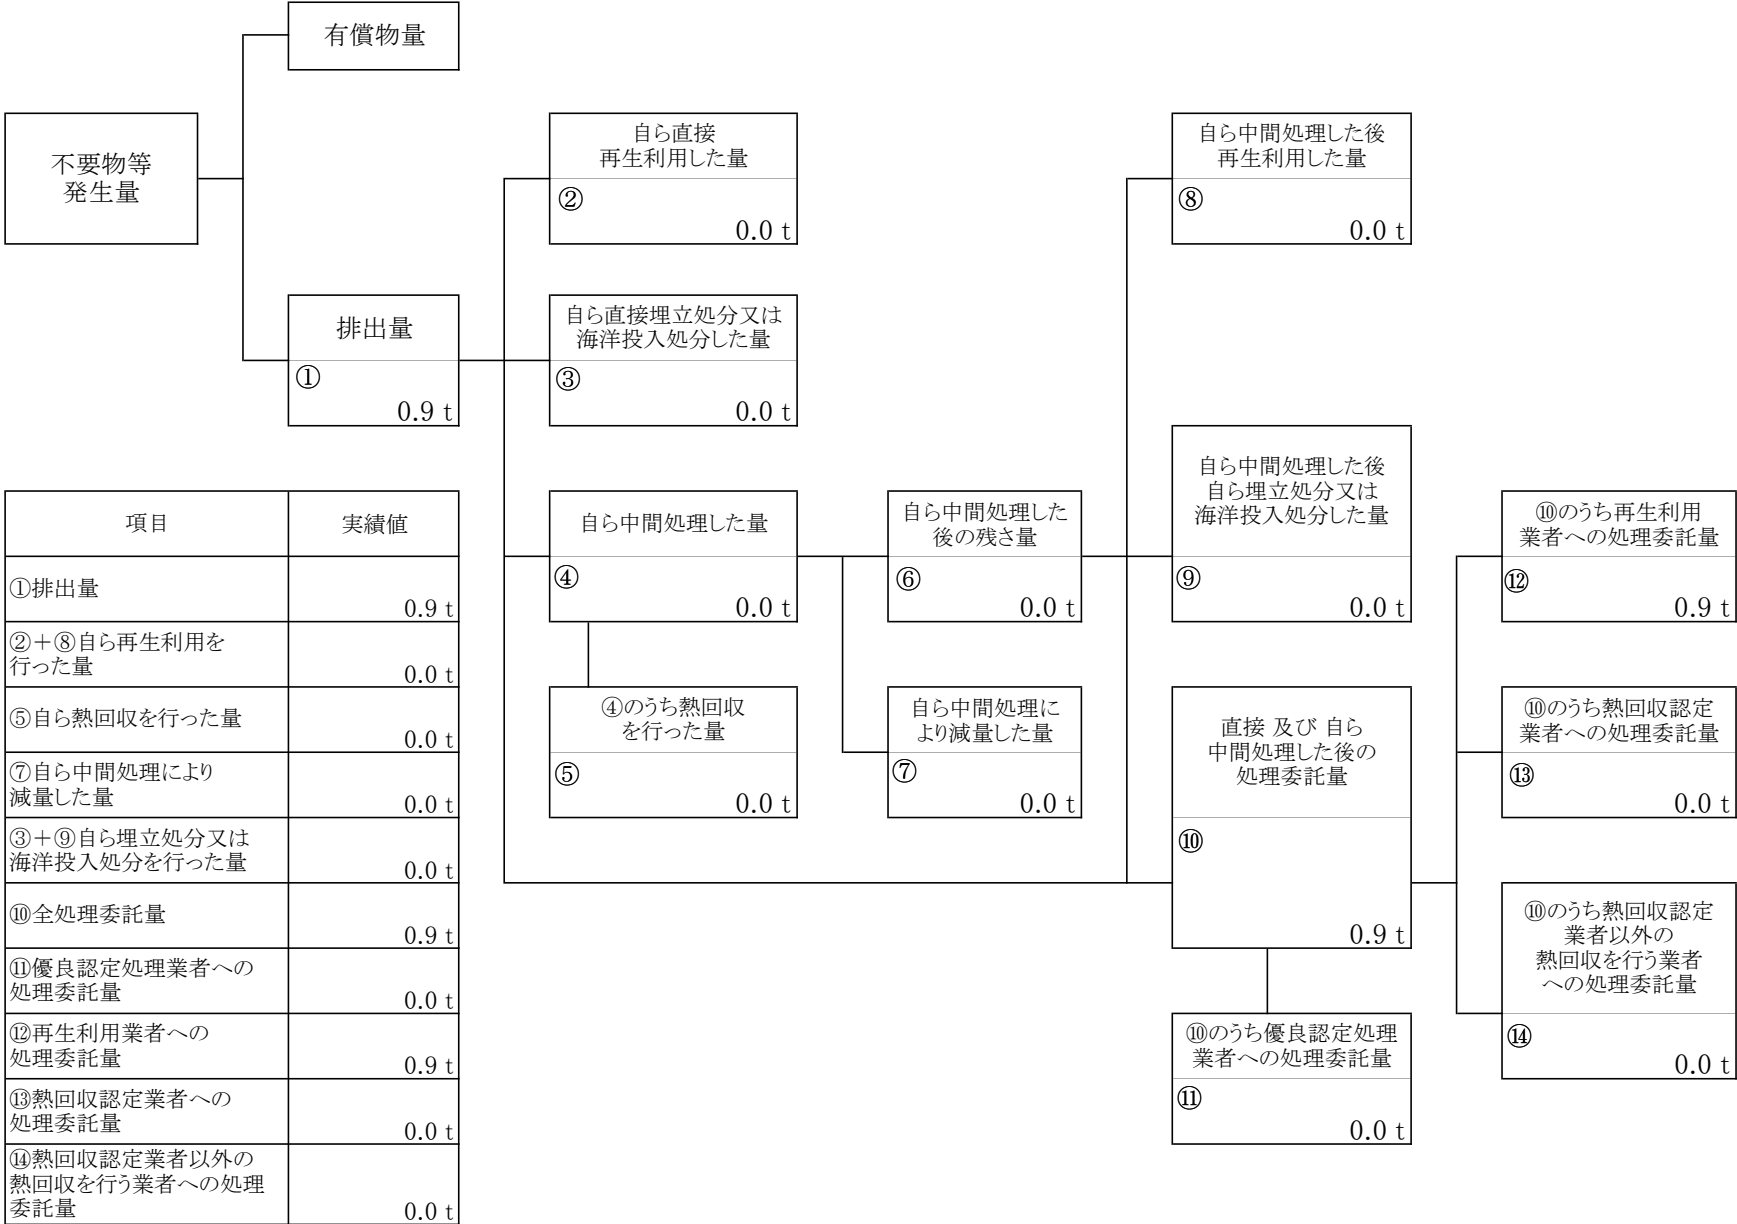 有償物量
不要物等
発生量
自ら直接
再生利用した量
②
0.0 t
自ら中間処理した後
再生利用した量
⑧
0.0 t
排出量
①
0.9 t
自ら直接埋立処分又は
海洋投入処分した量
③
0.0 t
自ら中間処理した量
④
0.0 t
自ら中間処理した
後の残さ量
⑥
0.0 t
自ら中間処理した後
自ら埋立処分又は
海洋投入処分した量
⑨
0.0 t
⑩のうち再生利用
業者への処理委託量
⑫
0.9 t
④のうち熱回収
を行った量
⑤
0.0 t
自ら中間処理に
より減量した量
⑦
0.0 t
直接 及び 自ら
中間処理した後の
処理委託量
⑩
0.9 t
⑩のうち熱回収認定
業者への処理委託量
⑬
0.0 t
⑩のうち熱回収認定
業者以外の
熱回収を行う業者
への処理委託量
⑭
0.0 t
⑩のうち優良認定処理
業者への処理委託量
⑪
0.0 t
項目 実績値
①排出量
0.9 t
②＋⑧自ら再生利用を
行った量
0.0 t
⑤自ら熱回収を行った量
0.0 t
⑦自ら中間処理により
減量した量
0.0 t
③＋⑨自ら埋立処分又は
海洋投入処分を行った量
0.0 t
⑩全処理委託量
0.9 t
⑪優良認定処理業者への
処理委託量
0.0 t
⑫再生利用業者への
処理委託量
0.9 t
⑬熱回収認定業者への
処理委託量
0.0 t
⑭熱回収認定業者以外の
熱回収を行う業者への処理
委託量
0.0 t